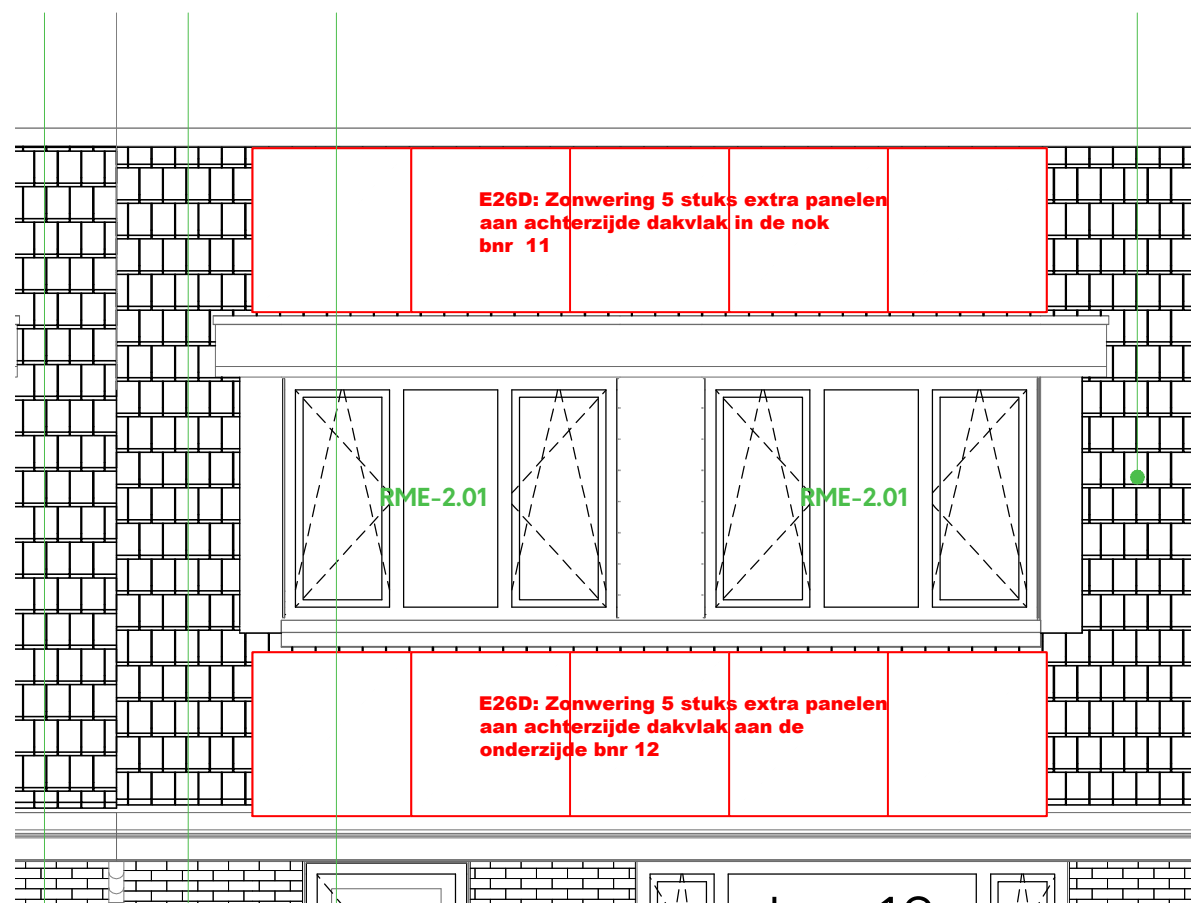 E26D: Zonwering 5 stuks extra panelen
aan achterzijde dakvlak in de nok
bnr 11
RME-2.01
RME-2.01
E26D: Zonwering 5 stuks extra panelen
aan achterzijde dakvlak aan de
onderzijde bnr 12